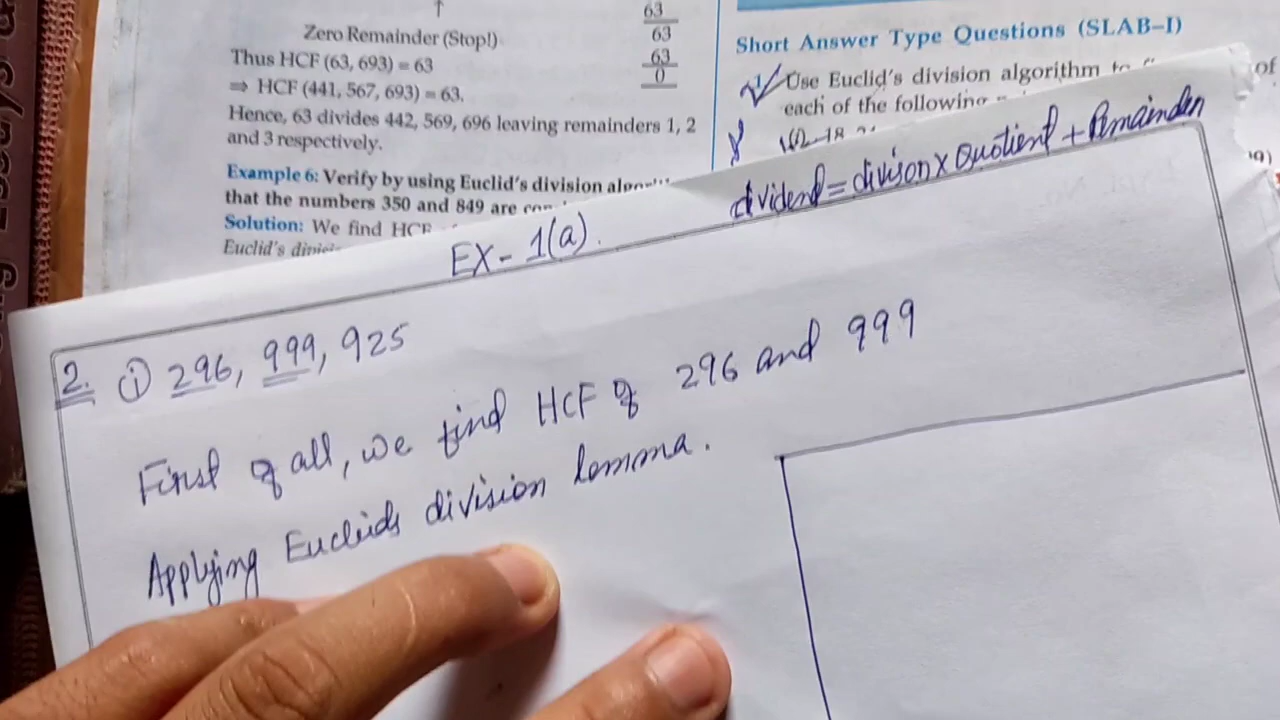 Zero Remainder (Stop!)
Thus HCF (63, 693) = 63
⇒ HCF (441, 567, 693) = 63.
Hence, 63 divides 442, 569, 696 leaving remainders 1, 2
and 3 respectively.
Example 6: Verify by using Euclid's division
that the numbers 350 and 849 are
Solution: We find HCF
Euclid's
63
63
63
0
Short Answer Type Questions (SLAB–I)
Use Euclid's division algorithm to
each of the following
of
dividend = divison × Quotient + Remainder
EX - 1(a).
2. (i) 296, 999, 925
First of all, we find HCF of 296 and 999
Applying Euclids division lemma.